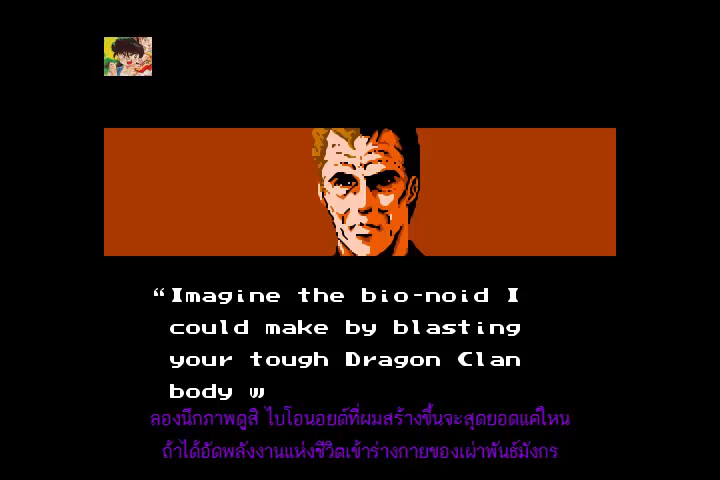 “Imagine the bio-noid I
could make by blasting
your tough Dragon Clan
body w
ลองนึกภาพดูสิ ไบโอนอยด์ที่ผมสร้างขึ้นจะสุดยอดแค่ไหน
ถ้าได้อัดพลังงานแห่งชีวิตเข้าร่างกายของเผ่าพันธ์มังกร